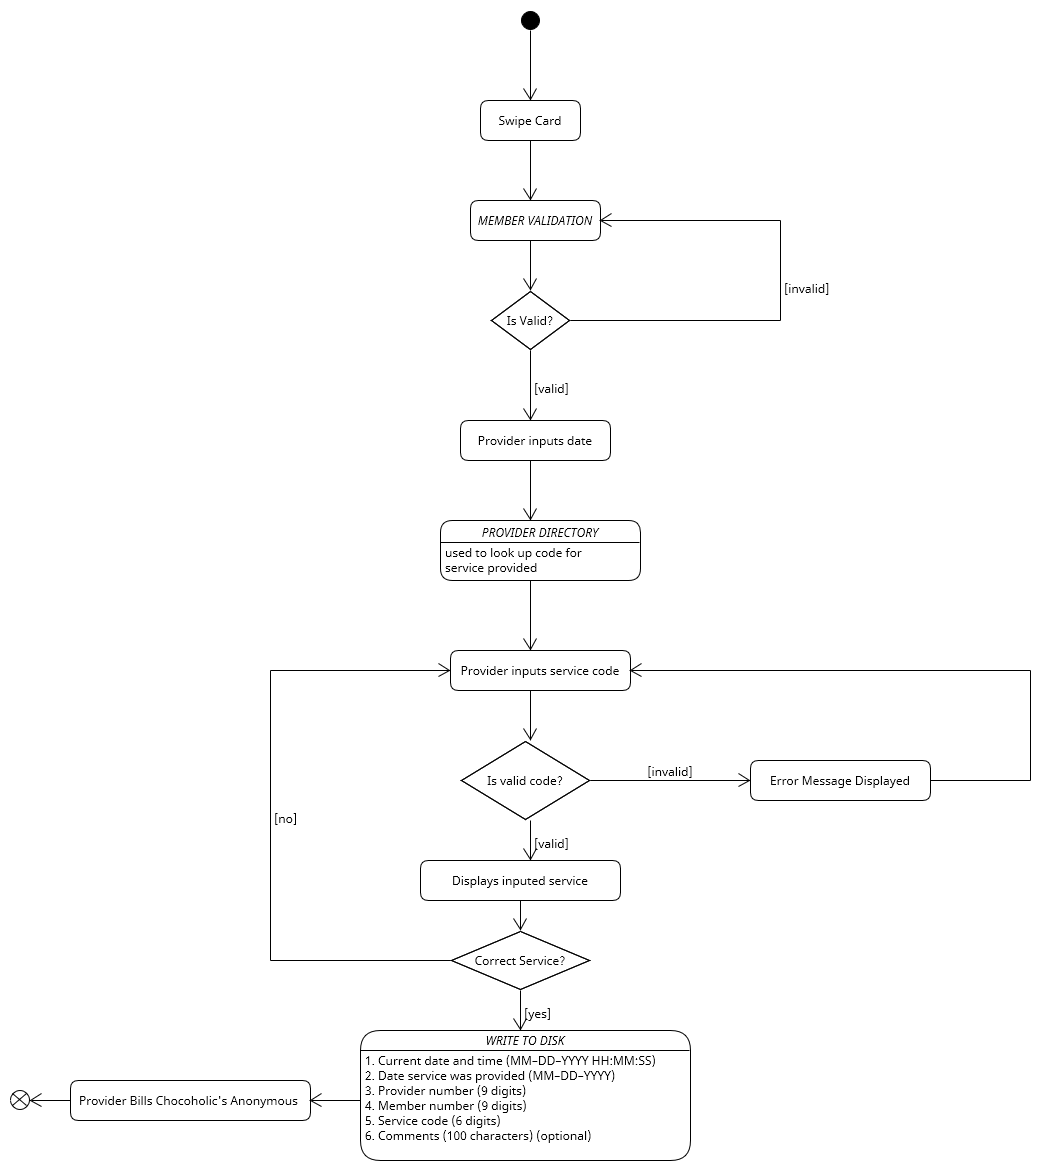 Swipe Card
MEMBER VALIDATION
[invalid]
Is Valid?
[valid]
Provider inputs date
PROVIDER DIRECTORY
used to look up code for
service provided
Provider inputs service code
[invalid]
Is valid code?
Error Message Displayed
[no]
[valid]
Displays inputed service
Correct Service?
[yes]
WRITE TO DISK
1. Current date and time (MM–DD–YYYY HH:MM:SS)
2. Date service was provided (MM–DD–YYYY)
3. Provider number (9 digits)
4. Member number (9 digits)
5. Service code (6 digits)
6. Comments (100 characters) (optional)
Provider Bills Chocoholic's Anonymous